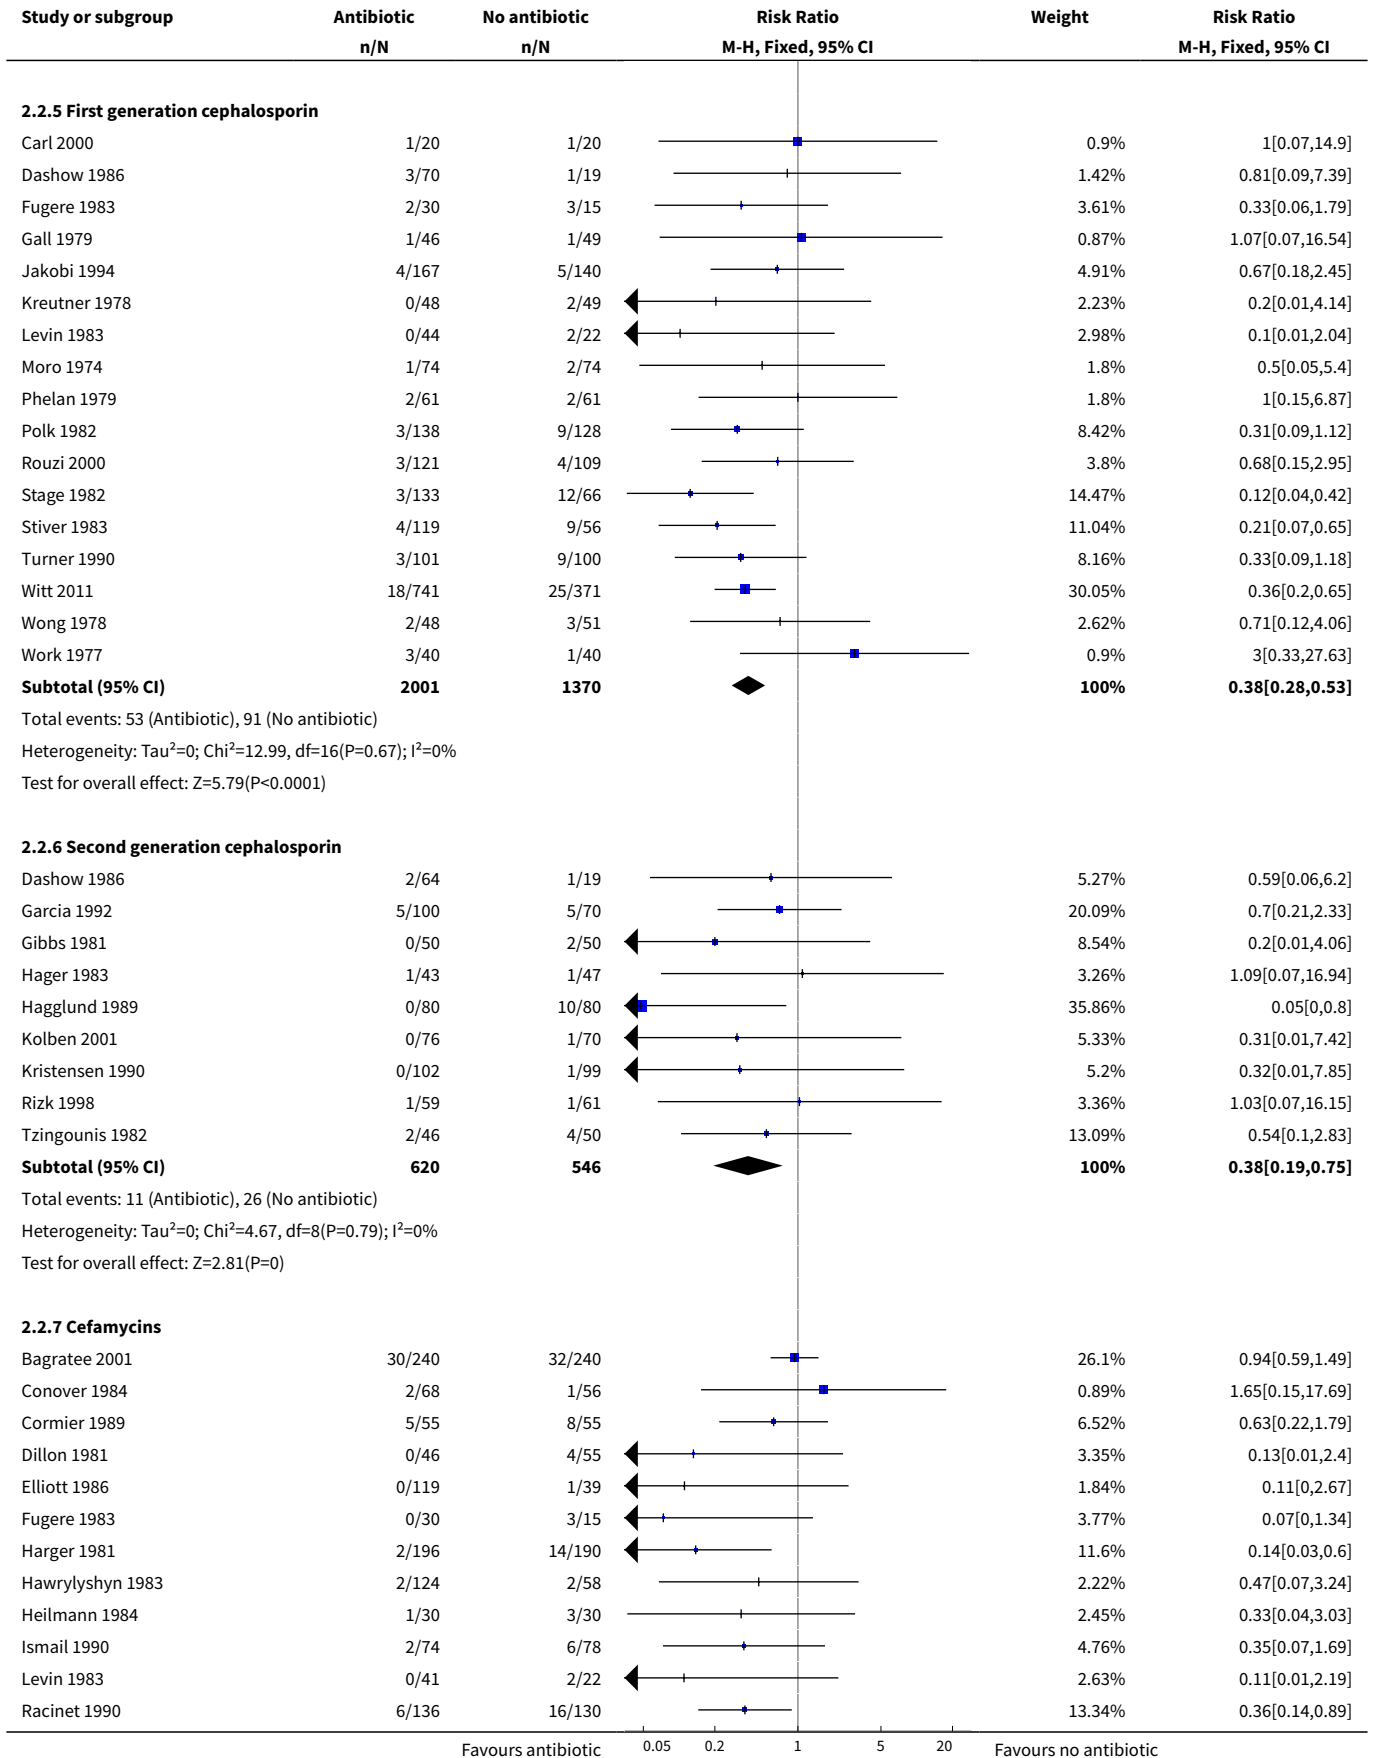 Study or subgroup Antibiotic No antibiotic Risk Ratio Weight Risk Ratio
n/N n/N M-H, Fixed, 95% CI M-H, Fixed, 95% CI
2.2.5 First generation cephalosporin
Carl 2000 1/20 1/20 0.9% 1[0.07,14.9]
Dashow 1986 3/70 1/19 1.42% 0.81[0.09,7.39]
Fugere 1983 2/30 3/15 3.61% 0.33[0.06,1.79]
Gall 1979 1/46 1/49 0.87% 1.07[0.07,16.54]
Jakobi 1994 4/167 5/140 4.91% 0.67[0.18,2.45]
Kreutner 1978 0/48 2/49 2.23% 0.2[0.01,4.14]
Levin 1983 0/44 2/22 2.98% 0.1[0.01,2.04]
Moro 1974 1/74 2/74 1.8% 0.5[0.05,5.4]
Phelan 1979 2/61 2/61 1.8% 1[0.15,6.87]
Polk 1982 3/138 9/128 8.42% 0.31[0.09,1.12]
Rouzi 2000 3/121 4/109 3.8% 0.68[0.15,2.95]
Stage 1982 3/133 12/66 14.47% 0.12[0.04,0.42]
Stiver 1983 4/119 9/56 11.04% 0.21[0.07,0.65]
Turner 1990 3/101 9/100 8.16% 0.33[0.09,1.18]
Witt 2011 18/741 25/371 30.05% 0.36[0.2,0.65]
Wong 1978 2/48 3/51 2.62% 0.71[0.12,4.06]
Work 1977 3/40 1/40 0.9% 3[0.33,27.63]
Subtotal (95% CI) 2001 1370 100% 0.38[0.28,0.53]
Total events: 53 (Antibiotic), 91 (No antibiotic)
Heterogeneity: Tau²=0; Chi²=12.99, df=16(P=0.67); I²=0%
Test for overall effect: Z=5.79(P<0.0001)
2.2.6 Second generation cephalosporin
Dashow 1986 2/64 1/19 5.27% 0.59[0.06,6.2]
Garcia 1992 5/100 5/70 20.09% 0.7[0.21,2.33]
Gibbs 1981 0/50 2/50 8.54% 0.2[0.01,4.06]
Hager 1983 1/43 1/47 3.26% 1.09[0.07,16.94]
Hagglund 1989 0/80 10/80 35.86% 0.05[0,0.8]
Kolben 2001 0/76 1/70 5.33% 0.31[0.01,7.42]
Kristensen 1990 0/102 1/99 5.2% 0.32[0.01,7.85]
Rizk 1998 1/59 1/61 3.36% 1.03[0.07,16.15]
Tzingounis 1982 2/46 4/50 13.09% 0.54[0.1,2.83]
Subtotal (95% CI) 620 546 100% 0.38[0.19,0.75]
Total events: 11 (Antibiotic), 26 (No antibiotic)
Heterogeneity: Tau²=0; Chi²=4.67, df=8(P=0.79); I²=0%
Test for overall effect: Z=2.81(P=0)
2.2.7 Cefamycins
Bagratee 2001 30/240 32/240 26.1% 0.94[0.59,1.49]
Conover 1984 2/68 1/56 0.89% 1.65[0.15,17.69]
Cormier 1989 5/55 8/55 6.52% 0.63[0.22,1.79]
Dillon 1981 0/46 4/55 3.35% 0.13[0.01,2.4]
Elliott 1986 0/119 1/39 1.84% 0.11[0,2.67]
Fugere 1983 0/30 3/15 3.77% 0.07[0,1.34]
Harger 1981 2/196 14/190 11.6% 0.14[0.03,0.6]
Hawrylyshyn 1983 2/124 2/58 2.22% 0.47[0.07,3.24]
Heilmann 1984 1/30 3/30 2.45% 0.33[0.04,3.03]
Ismail 1990 2/74 6/78 4.76% 0.35[0.07,1.69]
Levin 1983 0/41 2/22 2.63% 0.11[0.01,2.19]
Racinet 1990 6/136 16/130 13.34% 0.36[0.14,0.89]
Favours antibiotic 0.05 0.2 1 5 20 Favours no antibiotic